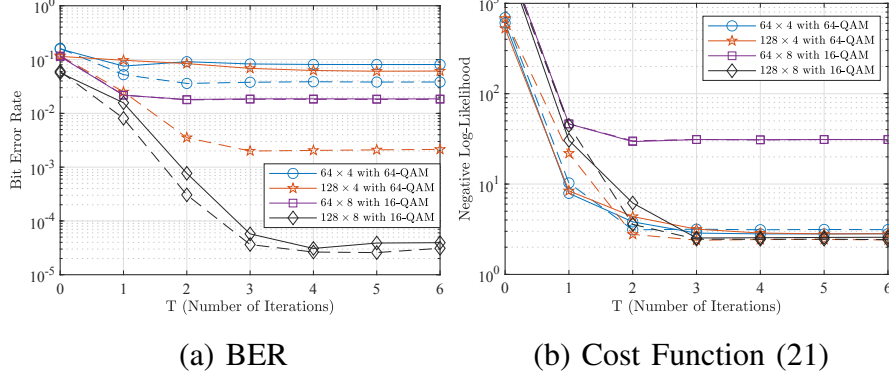 10^0
10^-1
10^-2
10^-3
10^-4
10^-5
Bit Error Rate
64 × 4 with 64-QAM
128 × 4 with 64-QAM
64 × 8 with 16-QAM
128 × 8 with 16-QAM
0 1 2 3 4 5 6
T (Number of Iterations)
(a) BER
10^3
10^2
10^1
10^0
Negative Log-Likelihood
64 × 4 with 64-QAM
128 × 4 with 64-QAM
64 × 8 with 16-QAM
128 × 8 with 16-QAM
0 1 2 3 4 5 6
T (Number of Iterations)
(b) Cost Function (21)